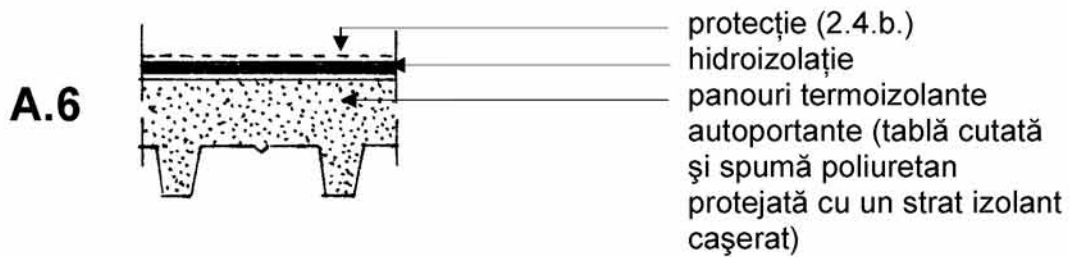 A.6
protecție (2.4.b.)
hidroizolație
panouri termoizolante
autoportante (tablă cutată
şi spumă poliuretan
protejată cu un strat izolant
caşerat)